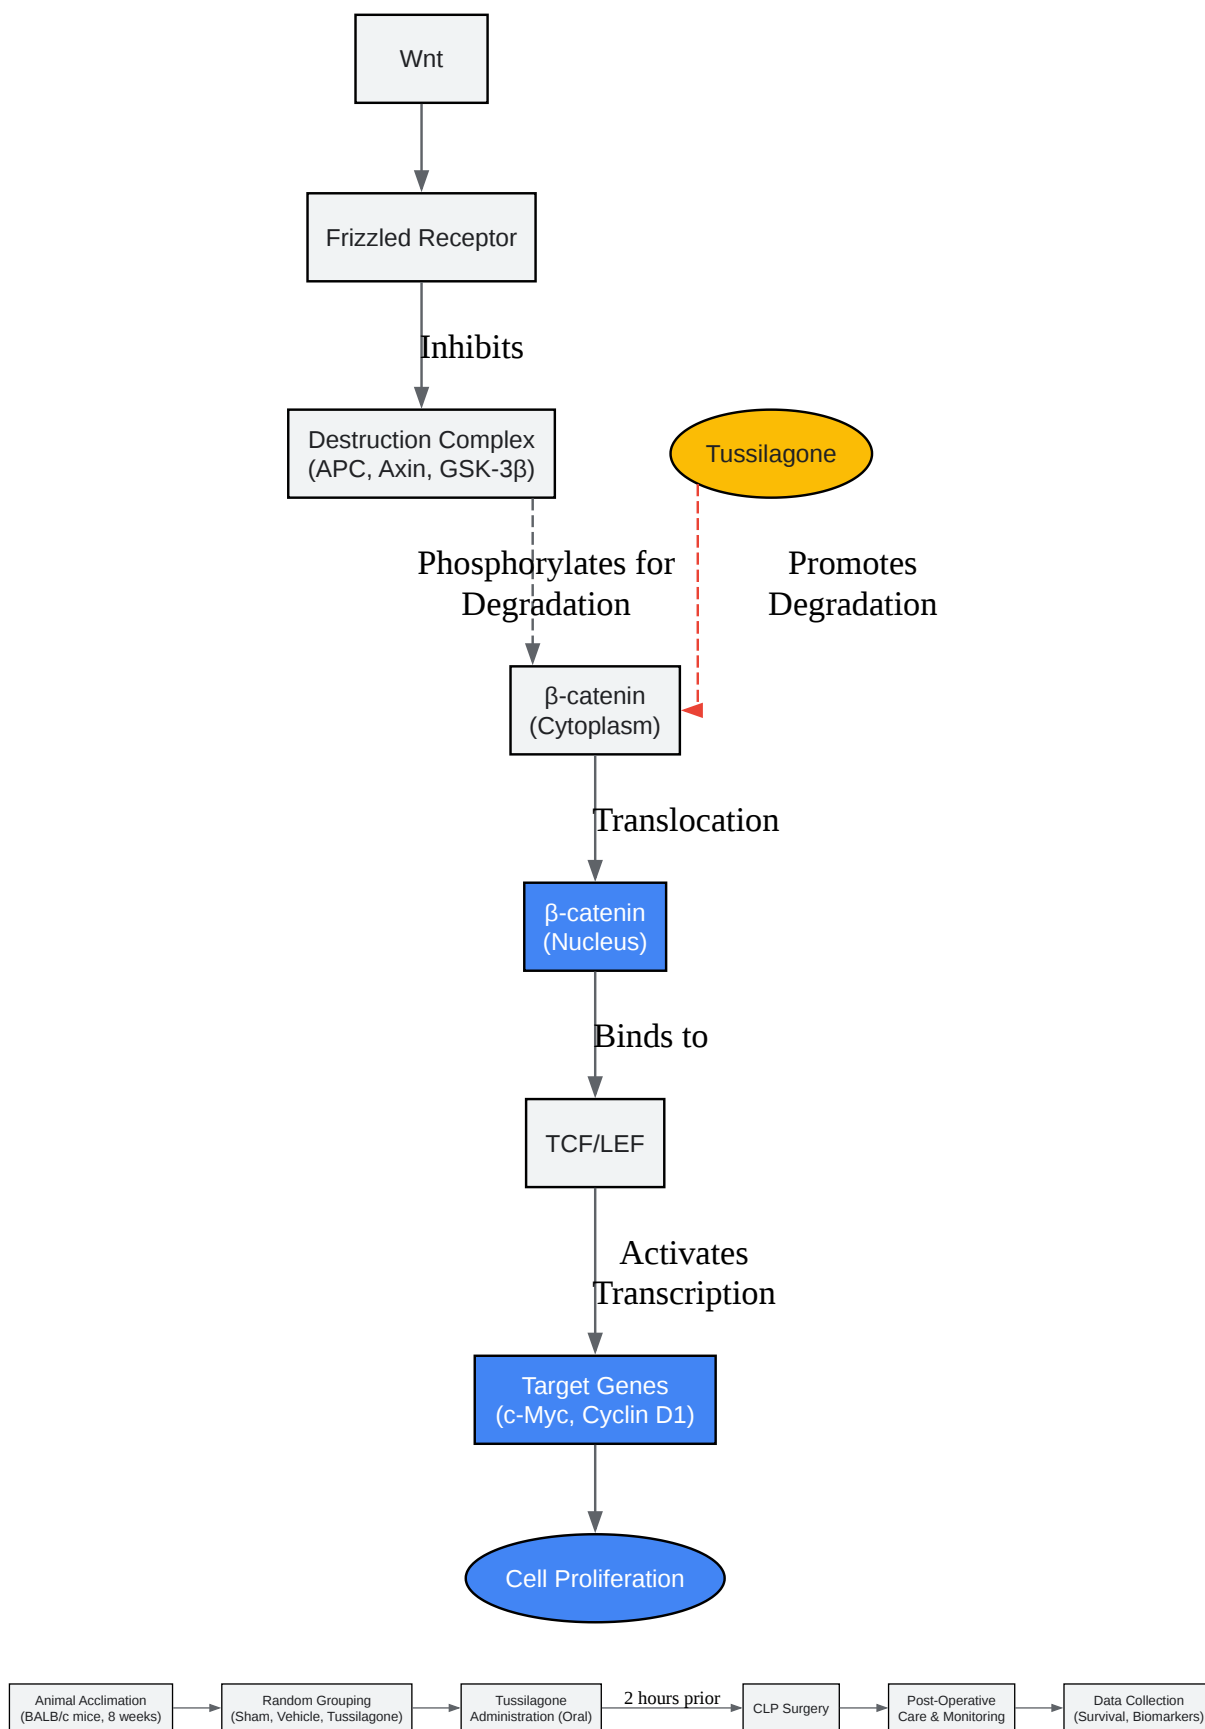 Wnt
Frizzled Receptor
Inhibits
Destruction Complex
(APC, Axin, GSK-3β)
Tussilagone
Phosphorylates for
Degradation
Promotes
Degradation
β-catenin
(Cytoplasm)
Translocation
β-catenin
(Nucleus)
Binds to
TCF/LEF
Activates
Transcription
Target Genes
(c-Myc, Cyclin D1)
Cell Proliferation
Animal Acclimation
(BALB/c mice, 8 weeks)
Random Grouping
(Sham, Vehicle, Tussilagone)
Tussilagone
Administration (Oral)
2 hours prior
CLP Surgery
Post-Operative
Care & Monitoring
Data Collection
(Survival, Biomarkers)